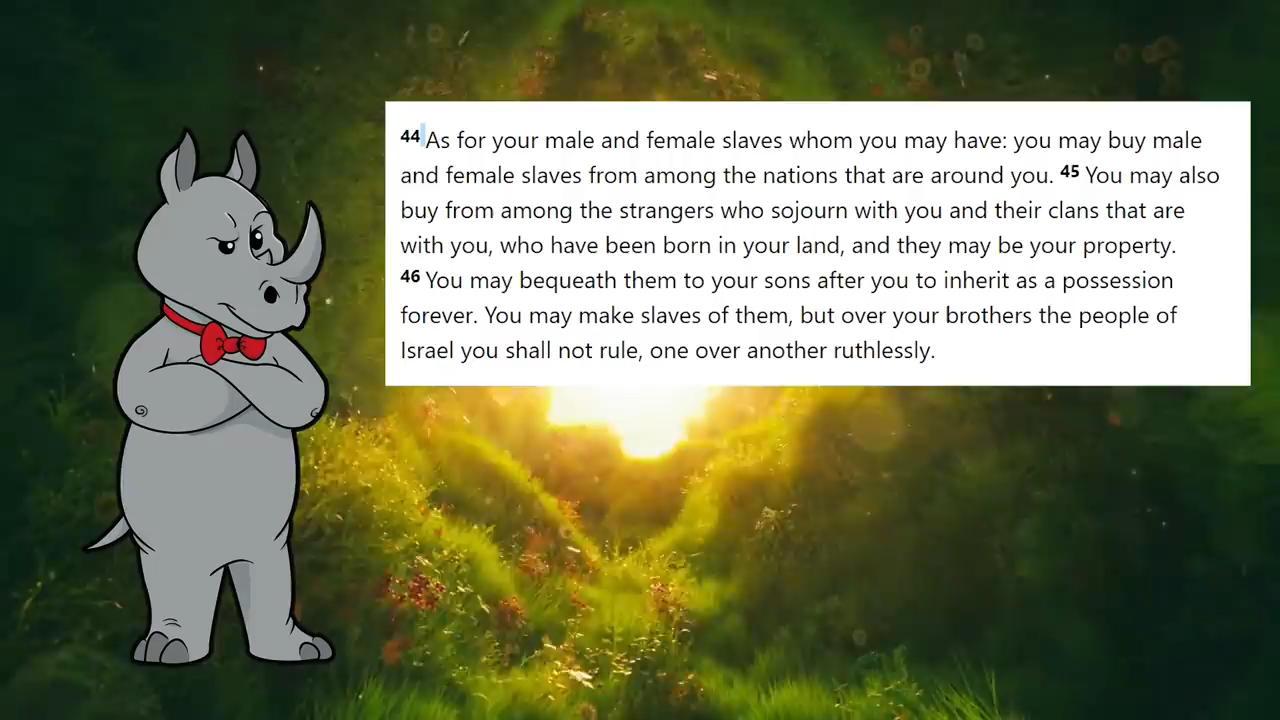 44 As for your male and female slaves whom you may have: you may buy male
and female slaves from among the nations that are around you. 45 You may also
buy from among the strangers who sojourn with you and their clans that are
with you, who have been born in your land, and they may be your property.
46 You may bequeath them to your sons after you to inherit as a possession
forever. You may make slaves of them, but over your brothers the people of
Israel you shall not rule, one over another ruthlessly.